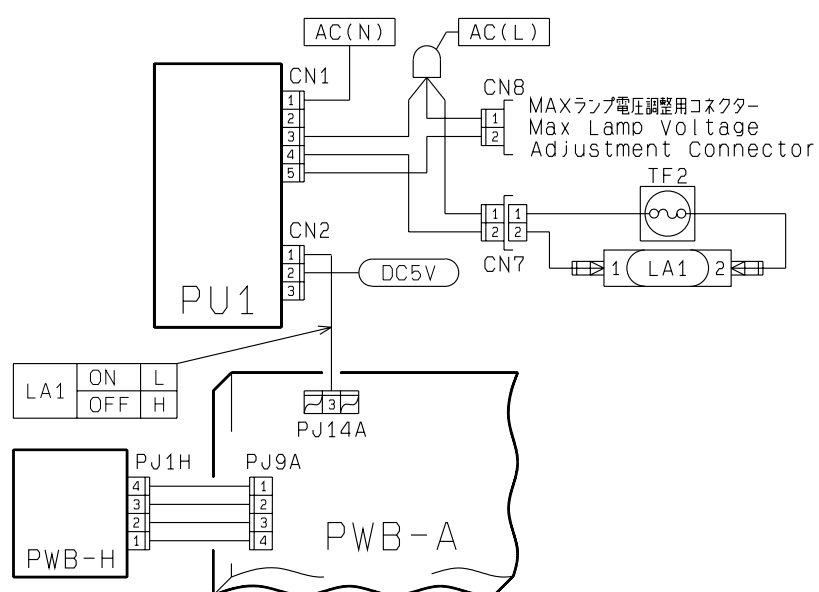 AC(N)
AC(L)
CN1
1
2
3
4
5
CN8
1
2
MAXランプ電圧調整用コネクター
Max Lamp Voltage
Adjustment Connector
TF2
1 1
2 2
CN7
1 LA1 2
CN2
1
2
3
DC5V
PU1
LA1 ON L
OFF H
3
PJ14A
PJ1H
4
3
2
1
PJ9A
1
2
3
4
PWB-H
PWB-A